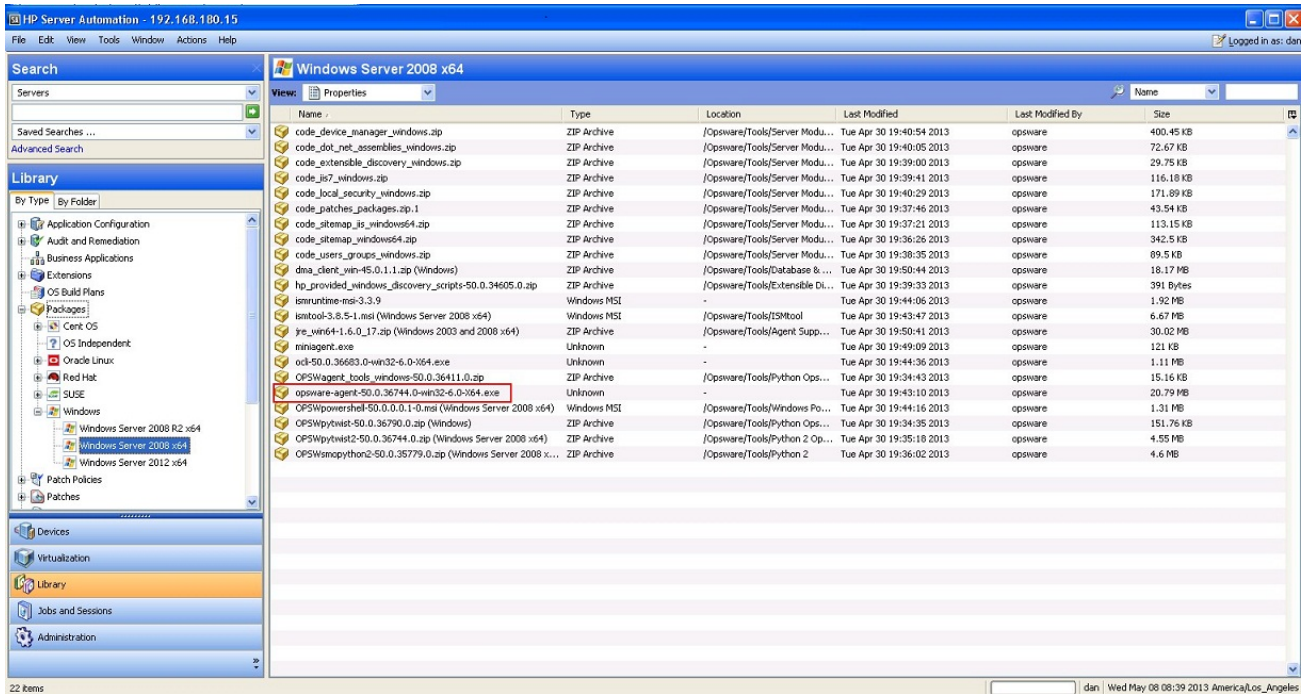 HP Server Automation - 192.168.180.15
File Edit View Tools Window Actions Help
Logged in as: dan
Search
Servers
Saved Searches ...
Advanced Search
Library
By Type By Folder
Application Configuration
Audit and Remediation
Business Applications
Extensions
OS Build Plans
Packages
Cent OS
OS Independent
Oracle Linux
Red Hat
SUSE
Windows
Windows Server 2008 R2 x64
Windows Server 2008 x64
Windows Server 2012 x64
Patch Policies
Patches
Devices
Virtualization
Library
Jobs and Sessions
Administration
Windows Server 2008 x64
View: Properties Name
Name Type Location Last Modified Last Modified By Size
code_device_manager_windows.zip ZIP Archive /Opsware/Tools/Server Modu... Tue Apr 30 19:40:54 2013 opsware 400.45 KB
code_dot_net_assemblies_windows.zip ZIP Archive /Opsware/Tools/Server Modu... Tue Apr 30 19:40:05 2013 opsware 72.67 KB
code_extensible_discovery_windows.zip ZIP Archive /Opsware/Tools/Server Modu... Tue Apr 30 19:39:00 2013 opsware 29.75 KB
code_iis7_windows.zip ZIP Archive /Opsware/Tools/Server Modu... Tue Apr 30 19:39:41 2013 opsware 116.18 KB
code_local_security_windows.zip ZIP Archive /Opsware/Tools/Server Modu... Tue Apr 30 19:40:29 2013 opsware 171.89 KB
code_patches_packages.zip.1 ZIP Archive /Opsware/Tools/Server Modu... Tue Apr 30 19:37:46 2013 opsware 43.54 KB
code_sitemap_iis_windows64.zip ZIP Archive /Opsware/Tools/Server Modu... Tue Apr 30 19:37:21 2013 opsware 113.15 KB
code_sitemap_windows64.zip ZIP Archive /Opsware/Tools/Server Modu... Tue Apr 30 19:36:26 2013 opsware 342.5 KB
code_users_groups_windows.zip ZIP Archive /Opsware/Tools/Server Modu... Tue Apr 30 19:38:35 2013 opsware 89.5 KB
dma_client_win-45.0.1.1.zip (Windows) ZIP Archive /Opsware/Tools/Database & ... Tue Apr 30 19:50:44 2013 opsware 18.17 MB
hp_provided_windows_discovery_scripts-50.0.34605.0.zip ZIP Archive /Opsware/Tools/Extensible Di... Tue Apr 30 19:39:33 2013 opsware 391 Bytes
ismruntime-msi-3.3.9 Windows MSI - Tue Apr 30 19:44:06 2013 opsware 1.92 MB
ismtool-3.8.5-1.msi (Windows Server 2008 x64) Windows MSI /Opsware/Tools/ISMtool Tue Apr 30 19:43:47 2013 opsware 6.67 MB
jre_win64-1.6.0_17.zip (Windows 2003 and 2008 x64) ZIP Archive /Opsware/Tools/Agent Supp... Tue Apr 30 19:50:41 2013 opsware 30.02 MB
miniagent.exe Unknown - Tue Apr 30 19:49:09 2013 opsware 121 KB
ocli-50.0.36683.0-win32-6.0-X64.exe Unknown - Tue Apr 30 19:44:36 2013 opsware 1.11 MB
OPSWagent_tools_windows-50.0.36411.0.zip ZIP Archive /Opsware/Tools/Python Ops... Tue Apr 30 19:34:43 2013 opsware 15.16 KB
opsware-agent-50.0.36744.0-win32-6.0-X64.exe Unknown - Tue Apr 30 19:43:10 2013 opsware 20.79 MB
OPSWpowershell-50.0.0.0.1-0.msi (Windows Server 2008 x64) Windows MSI /Opsware/Tools/Windows Po... Tue Apr 30 19:44:16 2013 opsware 1.31 MB
OPSWpytwist-50.0.36790.0.zip (Windows) ZIP Archive /Opsware/Tools/Python Ops... Tue Apr 30 19:34:35 2013 opsware 151.76 KB
OPSWpytwist2-50.0.36744.0.zip (Windows Server 2008 x64) ZIP Archive /Opsware/Tools/Python 2 Op... Tue Apr 30 19:35:18 2013 opsware 4.55 MB
OPSWsmopython2-50.0.35779.0.zip (Windows Server 2008 x... ZIP Archive /Opsware/Tools/Python 2 Tue Apr 30 19:36:02 2013 opsware 4.6 MB
22 items
dan Wed May 08 08:39 2013 America/Los_Angeles